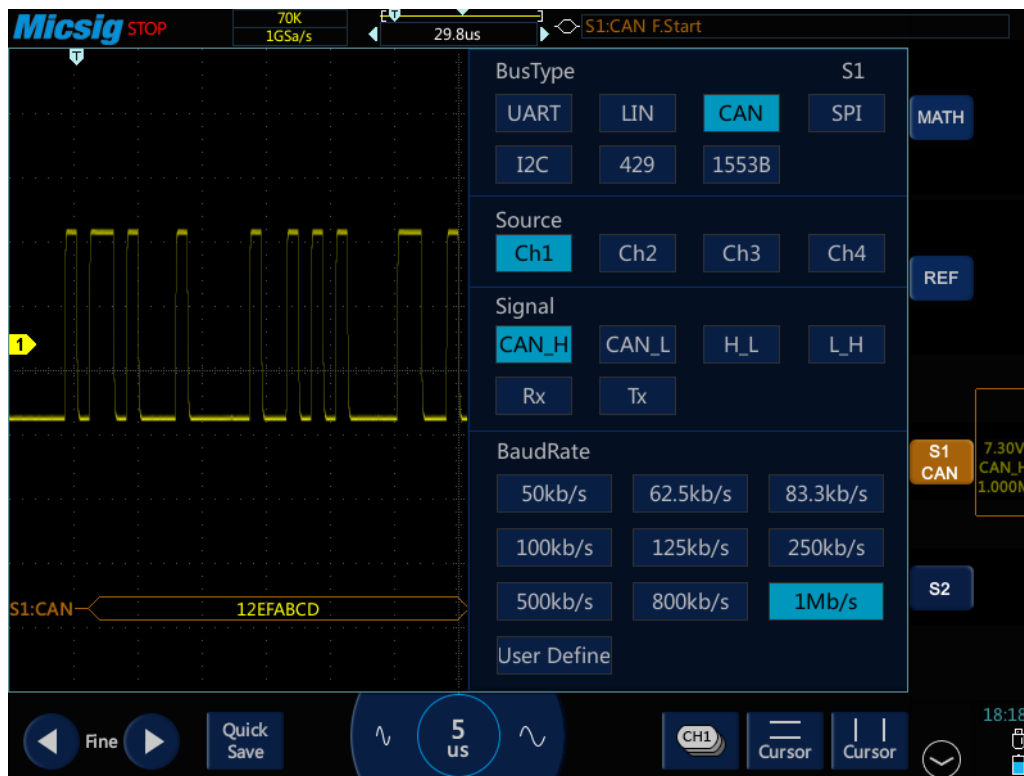 Micsig STOP
70K
1GSa/s
T
29.8us
S1:CAN F.Start
T
BusType S1
UART LIN CAN SPI
I2C 429 1553B
MATH
Source
Ch1 Ch2 Ch3 Ch4
REF
Signal
CAN_H CAN_L H_L L_H
Rx Tx
1
BaudRate
50kb/s 62.5kb/s 83.3kb/s
100kb/s 125kb/s 250kb/s
500kb/s 800kb/s 1Mb/s
User Define
S1
CAN
7.30V
CAN_H
1.000M
S2
S1:CAN 12EFABCD
Fine
Quick
Save
5
us
CH1
Cursor
Cursor
18:18